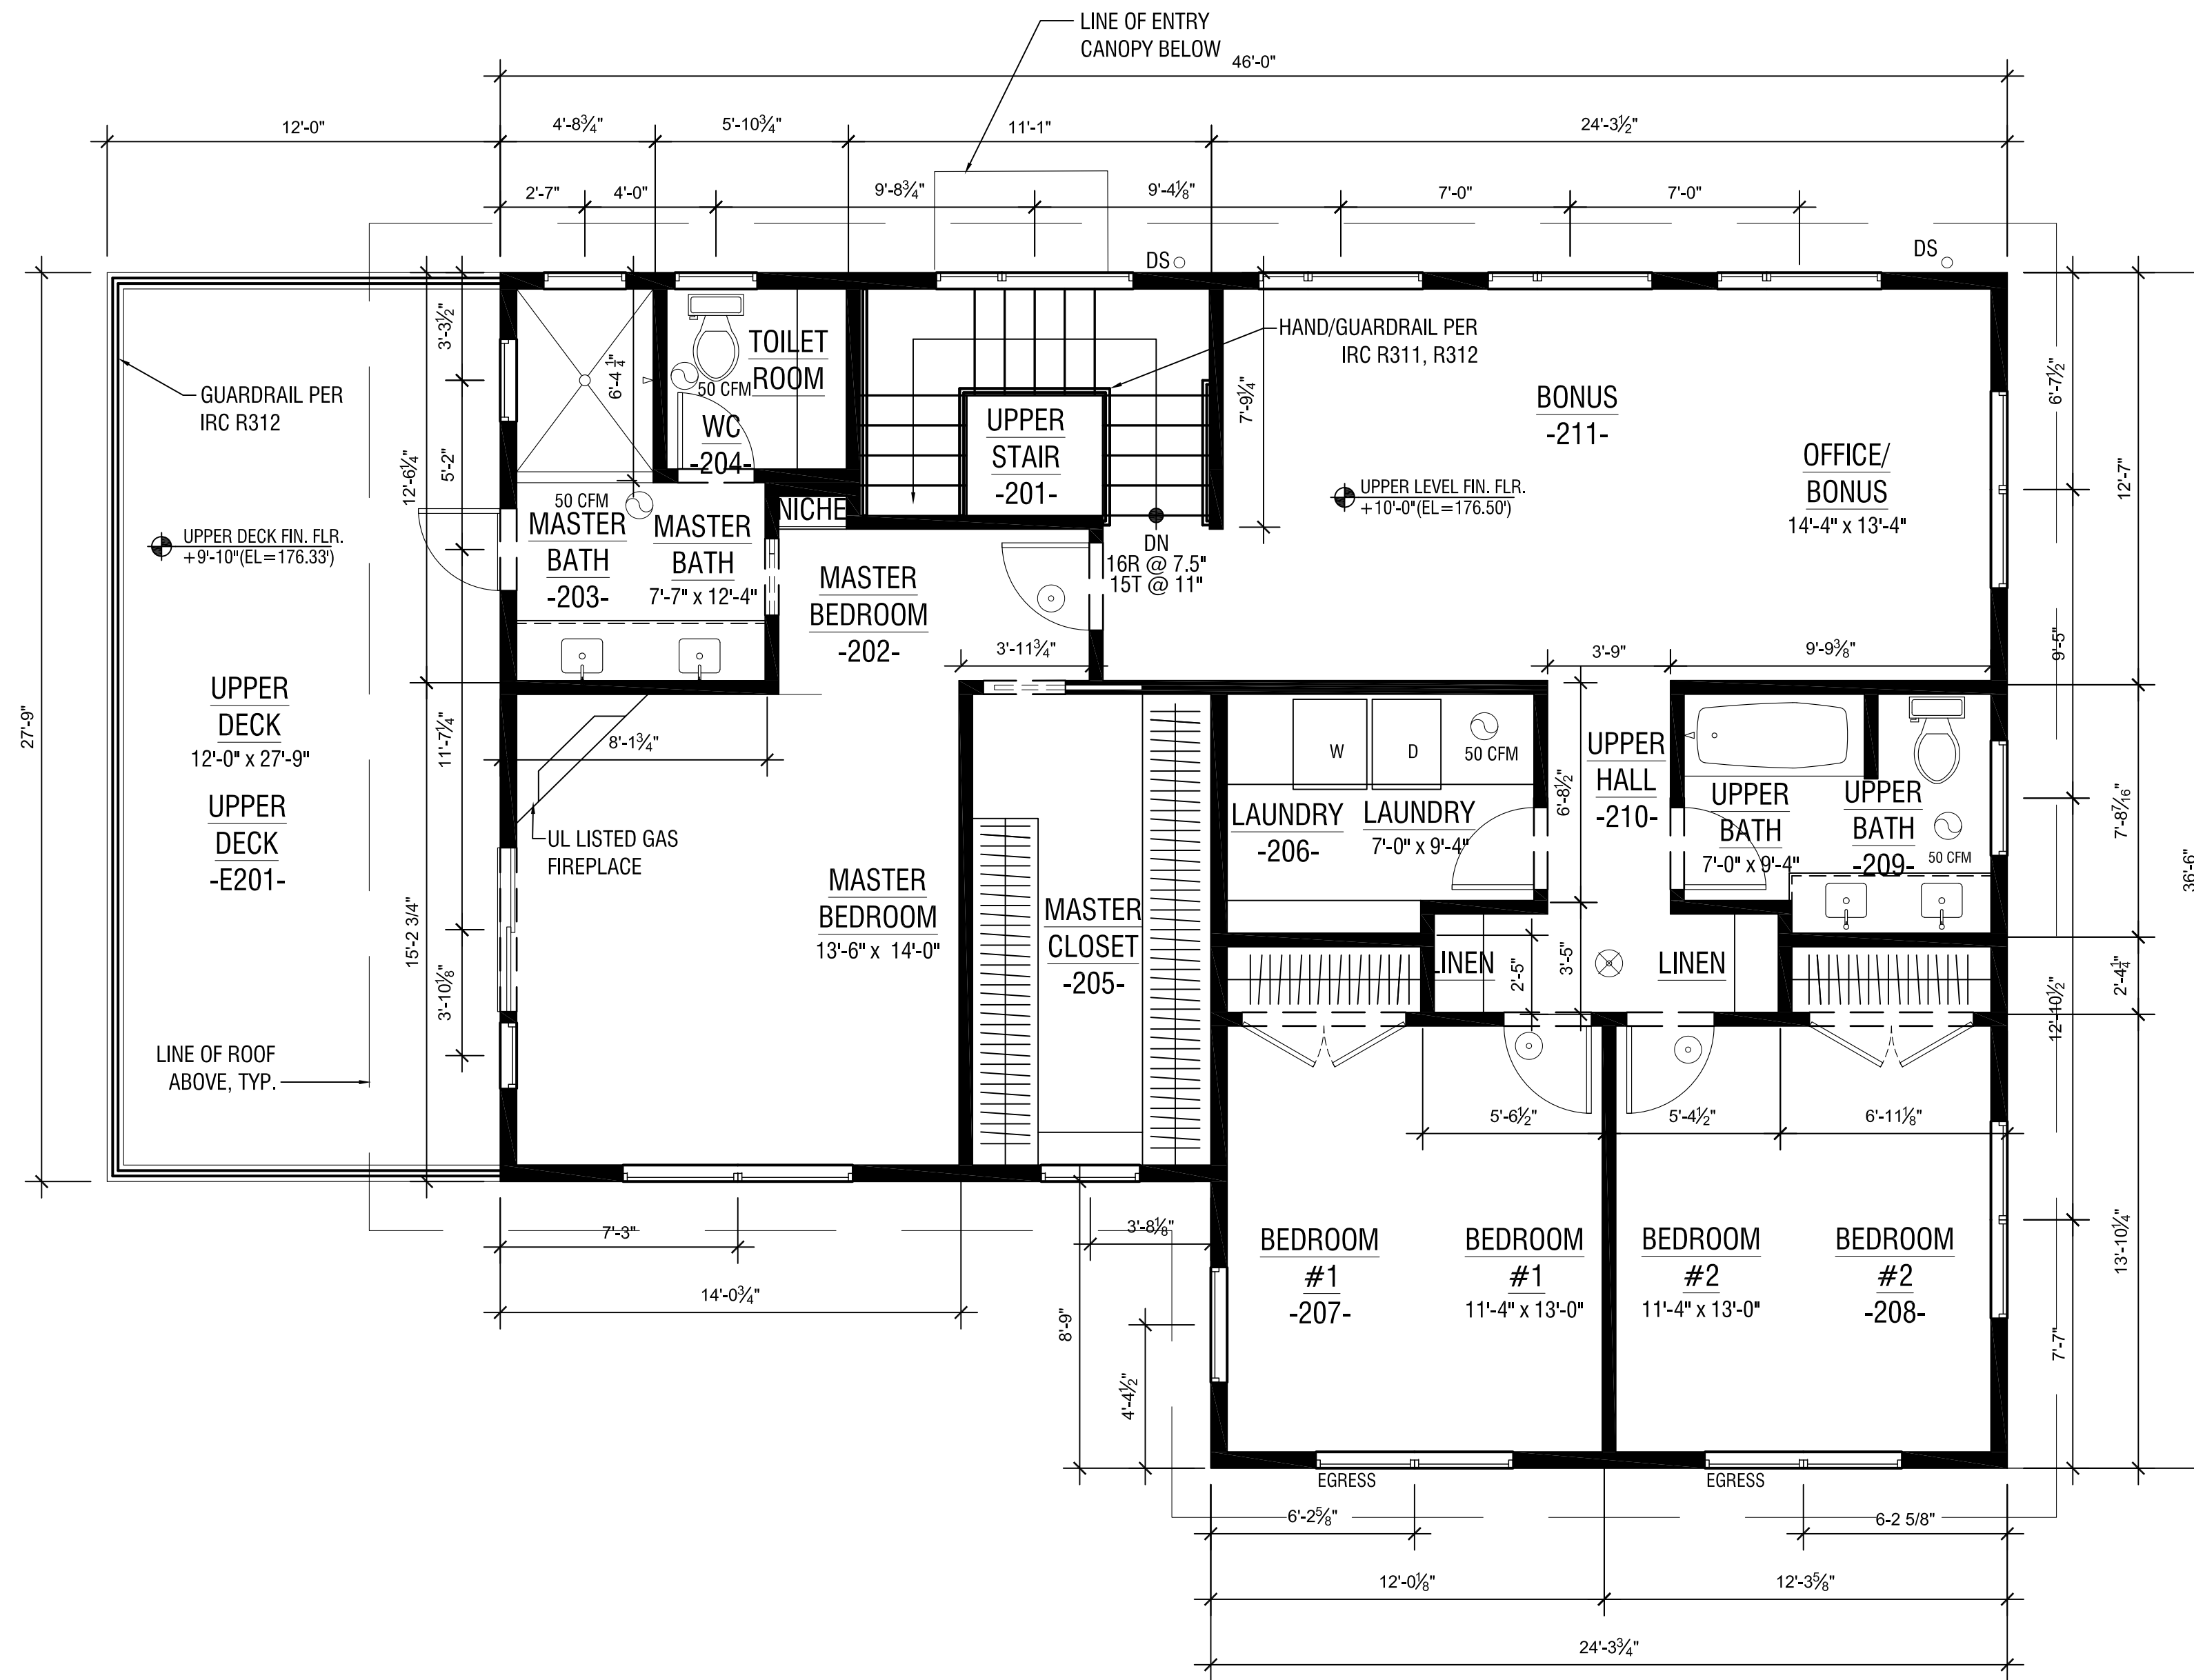 LINE OF ENTRY
CANOPY BELOW
46'-0"
12'-0"
4'-8¾"
5'-10¾"
11'-1"
24'-3½"
2'-7"
4'-0"
9'-8¾"
9'-4⅛"
7'-0"
7'-0"
DS
DS
3'-3½"
6'-4¼"
TOILET
ROOM
50 CFM
WC
-204-
HAND/GUARDRAIL PER
IRC R311, R312
7'-9¼"
GUARDRAIL PER
IRC R312
UPPER
STAIR
-201-
BONUS
-211-
OFFICE/
BONUS
14'-4" x 13'-4"
6'-7½"
12'-7"
12'-6¼"
5'-2"
UPPER LEVEL FIN. FLR.
+10'-0"(EL=176.50')
NICHE
50 CFM
MASTER
BATH
-203-
MASTER
BATH
7'-7" x 12'-4"
UPPER DECK FIN. FLR.
+9'-10"(EL=176.33')
DN
16R @ 7.5"
15T @ 11"
MASTER
BEDROOM
-202-
3'-11¾"
3'-9"
9'-9⅜"
9'-5"
27'-9"
UPPER
DECK
12'-0" x 27'-9"
UPPER
DECK
-E201-
11'-7¼"
8'-1¾"
W
D
50 CFM
UPPER
HALL
-210-
6'-8½"
LAUNDRY
-206-
LAUNDRY
7'-0" x 9'-4"
UPPER
BATH
7'-0" x 9'-4"
UPPER
BATH
-209-
50 CFM
7'-8⁷⁄₁₆"
36'-6"
UL LISTED GAS
FIREPLACE
MASTER
BEDROOM
13'-6" x 14'-0"
MASTER
CLOSET
-205-
15'-2 3/4"
3'-10⅛"
LINEN
2'-5"
3'-5"
LINEN
2'-4¼"
12'-10½"
LINE OF ROOF
ABOVE, TYP.
5'-6½"
5'-4½"
6'-11⅛"
7'-3"
3'-8⅛"
14'-0¾"
8'-9"
4'-4½"
BEDROOM
#1
-207-
BEDROOM
#1
11'-4" x 13'-0"
BEDROOM
#2
11'-4" x 13'-0"
BEDROOM
#2
-208-
13'-10¼"
7'-7"
EGRESS
EGRESS
6'-2⅝"
6-2 5/8"
12'-0⅛"
12'-3⅝"
24'-3¾"